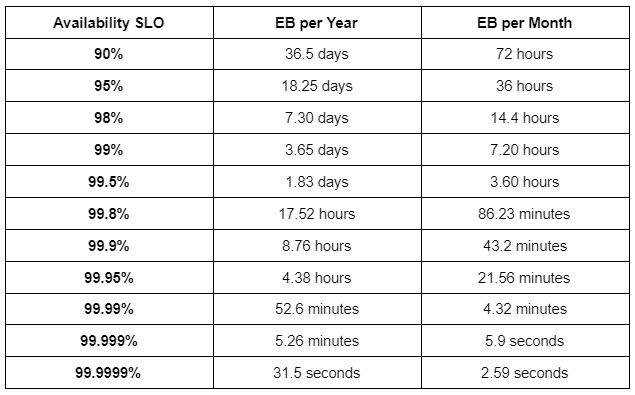 Availability SLO EB per Year EB per Month
90% 36.5 days 72 hours
95% 18.25 days 36 hours
98% 7.30 days 14.4 hours
99% 3.65 days 7.20 hours
99.5% 1.83 days 3.60 hours
99.8% 17.52 hours 86.23 minutes
99.9% 8.76 hours 43.2 minutes
99.95% 4.38 hours 21.56 minutes
99.99% 52.6 minutes 4.32 minutes
99.999% 5.26 minutes 5.9 seconds
99.9999% 31.5 seconds 2.59 seconds